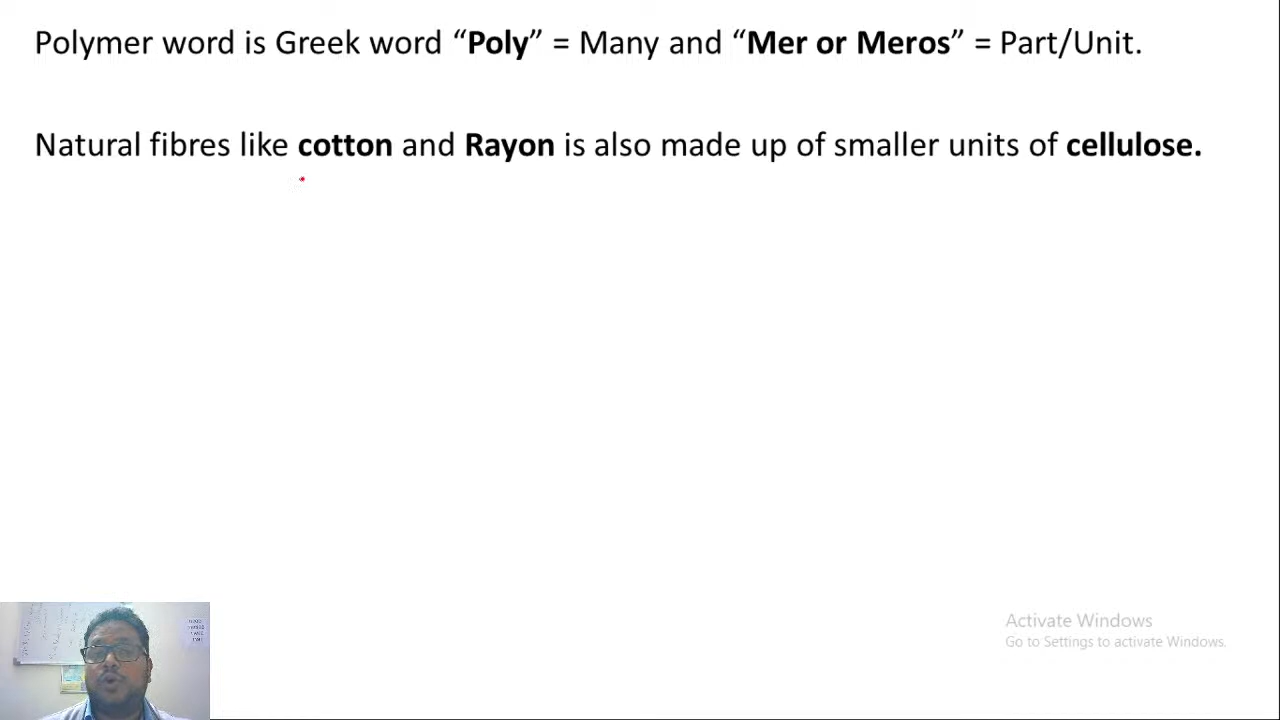 Polymer word is Greek word “Poly” = Many and “Mer or Meros” = Part/Unit.
Natural fibres like cotton and Rayon is also made up of smaller units of cellulose.
Activate Windows
Go to Settings to activate Windows.